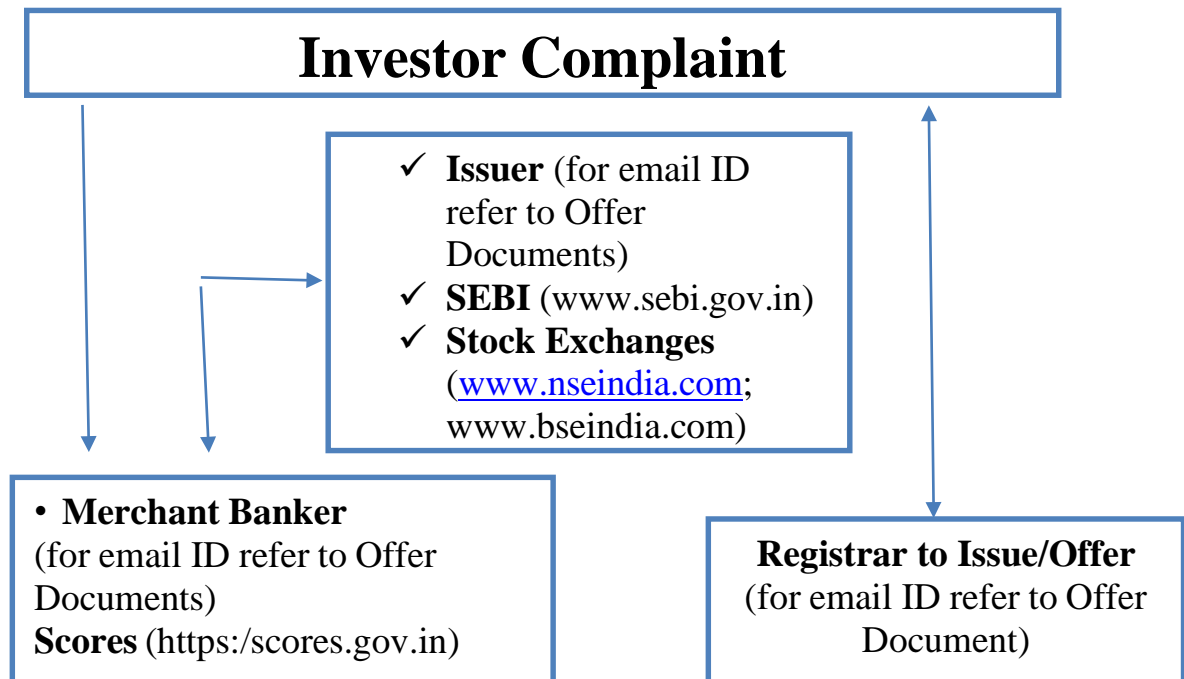 Investor Complaint
✓ Issuer (for email ID
refer to Offer
Documents)
✓ SEBI (www.sebi.gov.in)
✓ Stock Exchanges
(www.nseindia.com;
www.bseindia.com)
• Merchant Banker
(for email ID refer to Offer
Documents)
Scores (https:/scores.gov.in)
Registrar to Issue/Offer
(for email ID refer to Offer
Document)